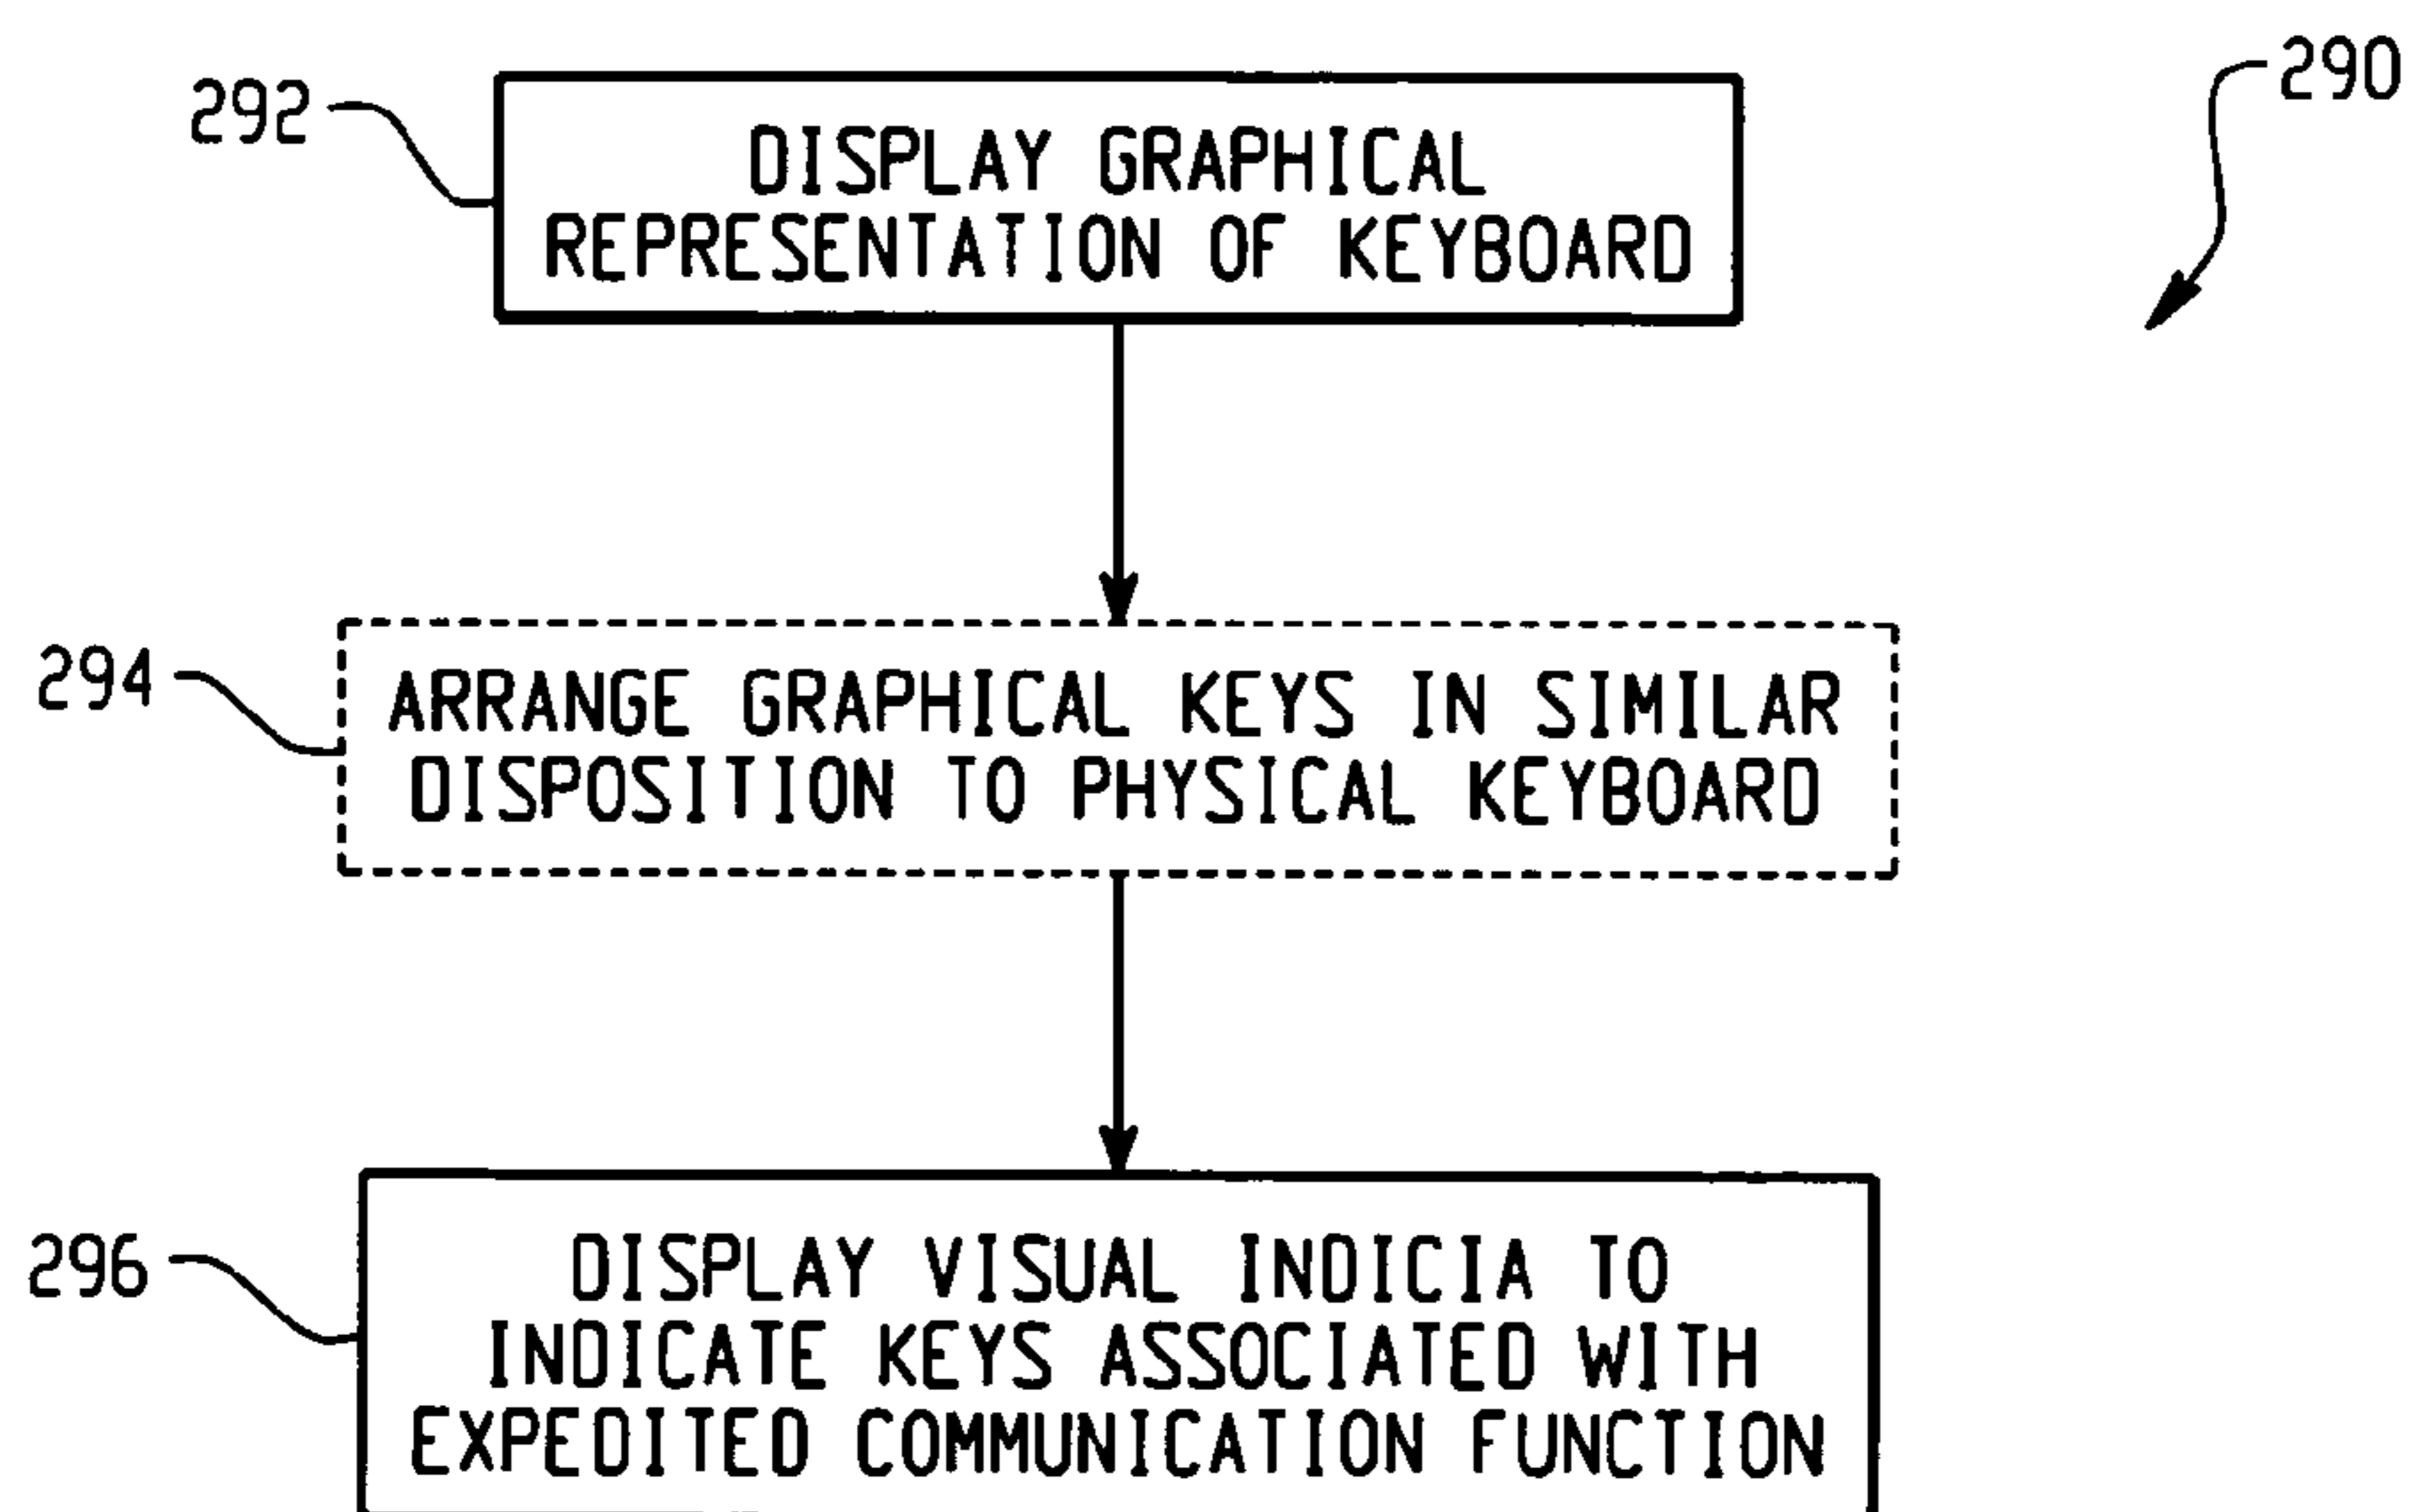 290
292
DISPLAY GRAPHICAL
REPRESENTATION OF KEYBOARD
294
ARRANGE GRAPHICAL KEYS IN SIMILAR
DISPOSITION TO PHYSICAL KEYBOARD
296
DISPLAY VISUAL INDICIA TO
INDICATE KEYS ASSOCIATED WITH
EXPEDITED COMMUNICATION FUNCTION